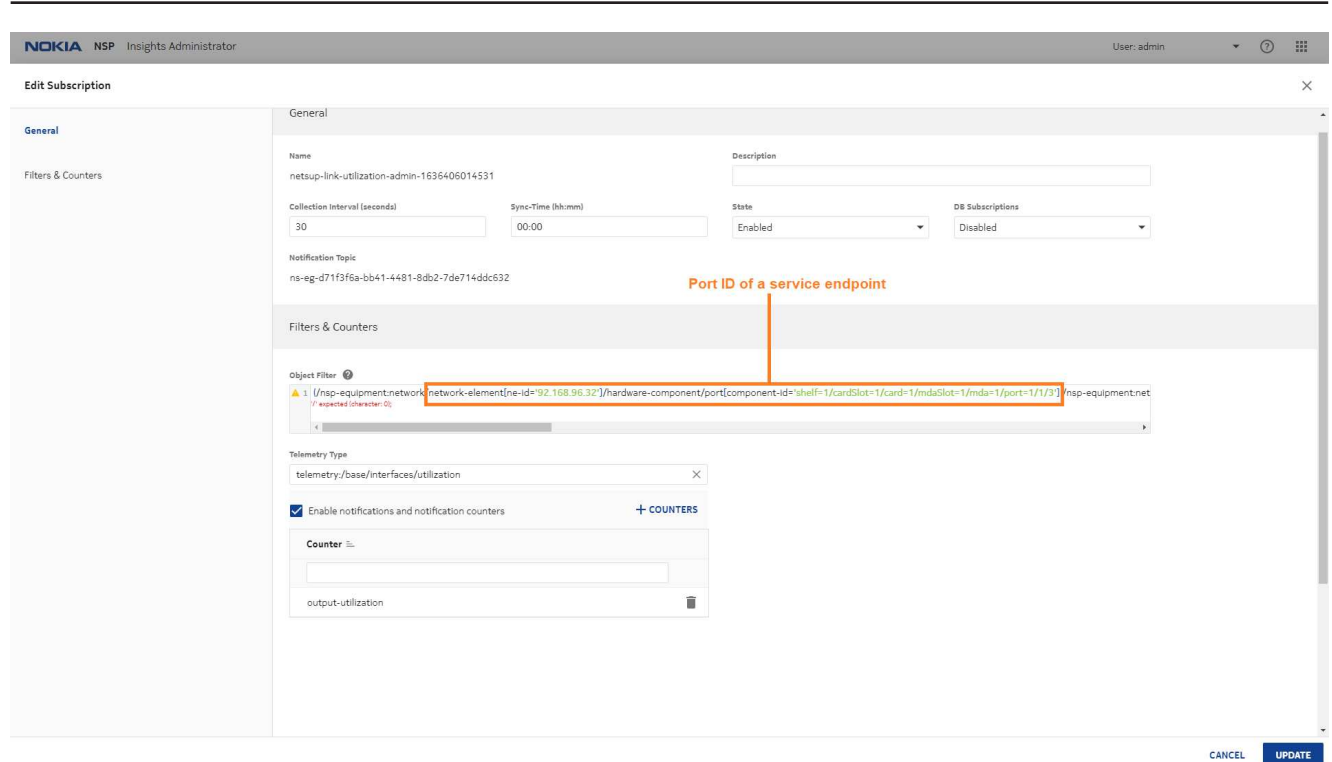 NOKIA NSP Insights Administrator User: admin
Edit Subscription
General
Filters & Counters
General
Name Description
netsup-link-utilization-admin-1636406014531
Collection Interval (seconds) Sync-Time (hh:mm) State DB Subscriptions
30 00:00 Enabled Disabled
Notification Topic
ns-eg-d71f3f6a-bb41-4481-8db2-7de714ddc632
Port ID of a service endpoint
Filters & Counters
Object Filter
1 (/nsp-equipment:network/network-element[ne-id='92.168.96.32']/hardware-component/port[component-id='shelf=1/cardSlot=1/card=1/mdaSlot=1/mda=1/port=1/1/3']/nsp-equipment:net
'/' expected (character: 0);
Telemetry Type
telemetry:/base/interfaces/utilization
Enable notifications and notification counters + COUNTERS
Counter
output-utilization
CANCEL UPDATE